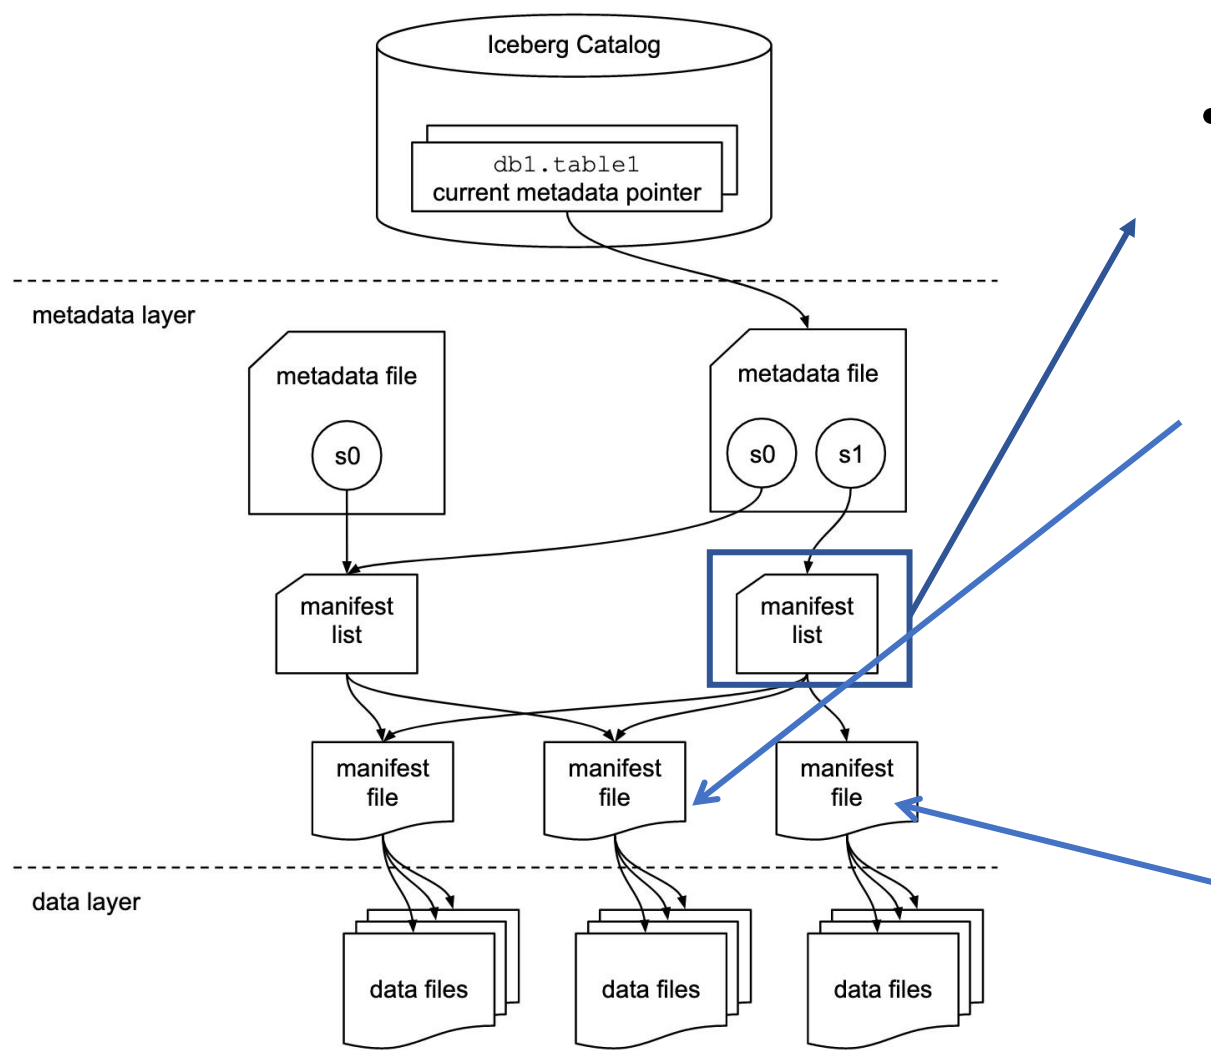 Iceberg Catalog
db1.table1
current metadata pointer
metadata layer
metadata file
metadata file
s0
s0
s1
manifest
list
manifest
list
manifest
file
manifest
file
manifest
file
data layer
data files
data files
data files